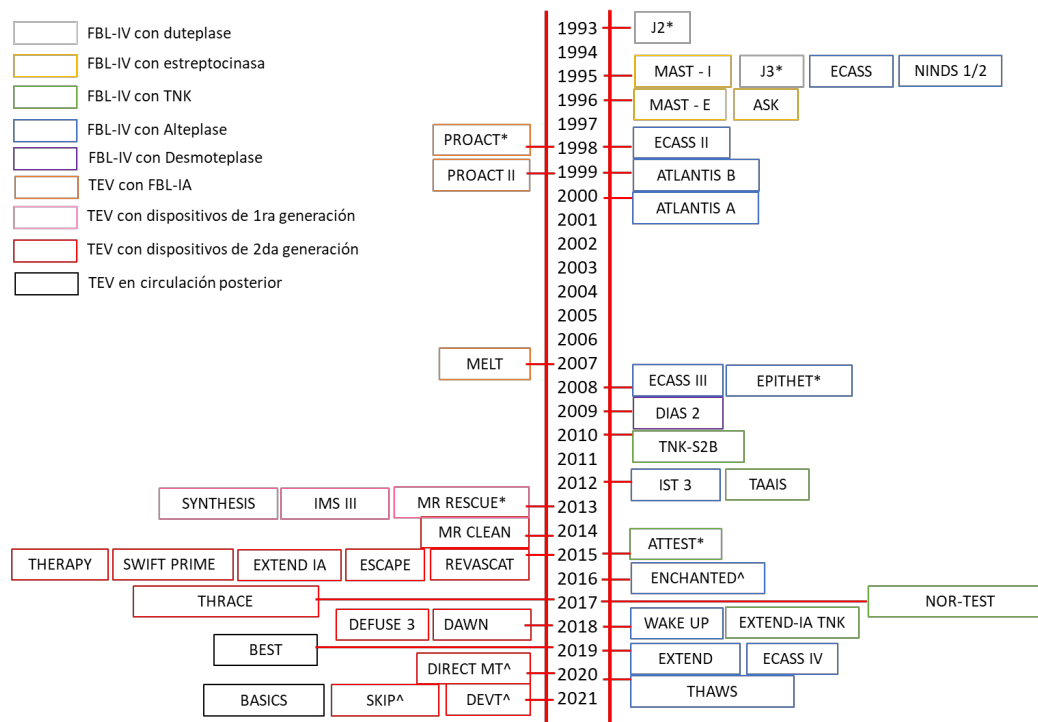 FBL-IV con duteplase
FBL-IV con estreptocinasa
FBL-IV con TNK
FBL-IV con Alteplase
FBL-IV con Desmoteplase
TEV con FBL-IA
TEV con dispositivos de 1ra generación
TEV con dispositivos de 2da generación
TEV en circulación posterior
1993 J2*
1994
1995 MAST - I J3* ECASS NINDS 1/2
1996 MAST - E ASK
1997
PROACT* 1998 ECASS II
PROACT II 1999 ATLANTIS B
2000 ATLANTIS A
2001
2002
2003
2004
2005
2006
MELT 2007
2008 ECASS III EPITHET*
2009 DIAS 2
2010 TNK-S2B
2011
2012 IST 3 TAAIS
SYNTHESIS IMS III MR RESCUE* 2013
MR CLEAN 2014
THERAPY SWIFT PRIME EXTEND IA ESCAPE REVASCAT 2015 ATTEST*
2016 ENCHANTED^
THRACE 2017 NOR-TEST
DEFUSE 3 DAWN 2018 WAKE UP EXTEND-IA TNK
BEST 2019 EXTEND ECASS IV
DIRECT MT^ 2020 THAWS
BASICS SKIP^ DEVT^ 2021